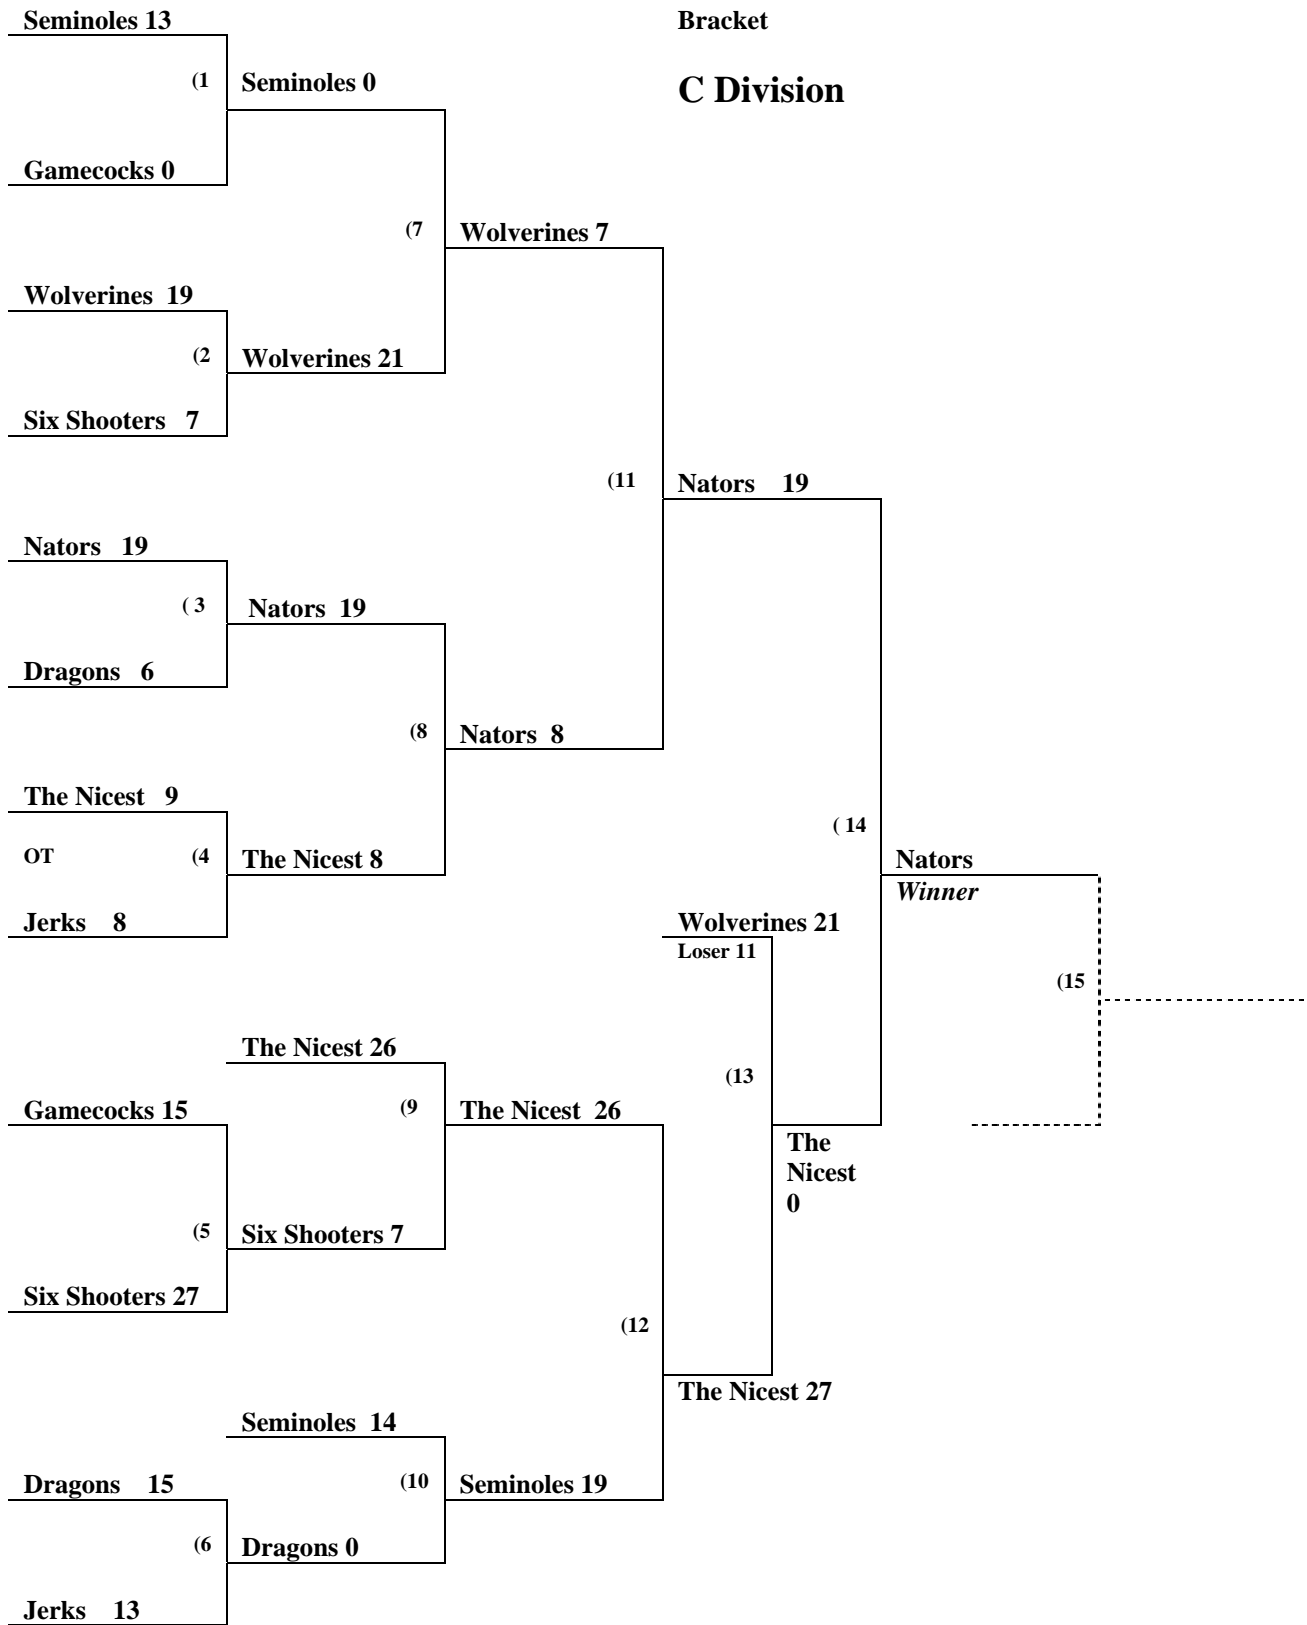 Seminoles 13
Bracket
(1
Seminoles 0
C Division
Gamecocks 0
(7
Wolverines 7
Wolverines 19
(2
Wolverines 21
Six Shooters 7
(11
Nators 19
Nators 19
( 3
Nators 19
Dragons 6
(8
Nators 8
The Nicest 9
( 14
OT
(4
The Nicest 8
Nators
Winner
Jerks 8
Wolverines 21
Loser 11
(15
The Nicest 26
(13
Gamecocks 15
(9
The Nicest 26
The
Nicest
0
(5
Six Shooters 7
Six Shooters 27
(12
The Nicest 27
Seminoles 14
Dragons 15
(10
Seminoles 19
(6
Dragons 0
Jerks 13